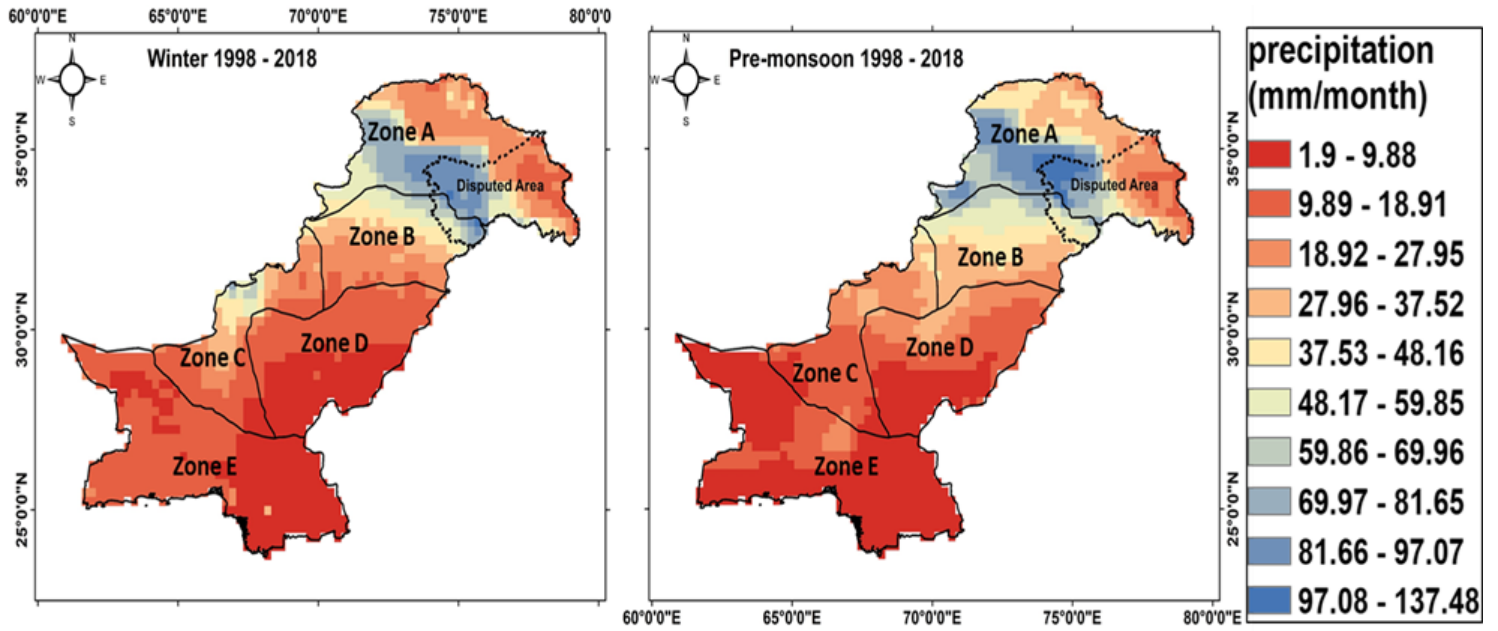 60°0'0"E 65°0'0"E 70°0'0"E 75°0'0"E 80°0'0
Winter 1998 - 2018
N
W E
S
35°0'0"N
30°0'0"N
25°0'0"N
Zone A
Disputed Area
Zone B
Zone C
Zone D
Zone E
Pre-monsoon 1998 - 2018
N
W E
S
Zone A
Disputed Area
Zone B
Zone C
Zone D
Zone E
35°0'0"N
30°0'0"N
25°0'0"N
60°0'0"E 65°0'0"E 70°0'0"E 75°0'0"E 80°0'0"E
precipitation
(mm/month)
1.9 - 9.88
9.89 - 18.91
18.92 - 27.95
27.96 - 37.52
37.53 - 48.16
48.17 - 59.85
59.86 - 69.96
69.97 - 81.65
81.66 - 97.07
97.08 - 137.48